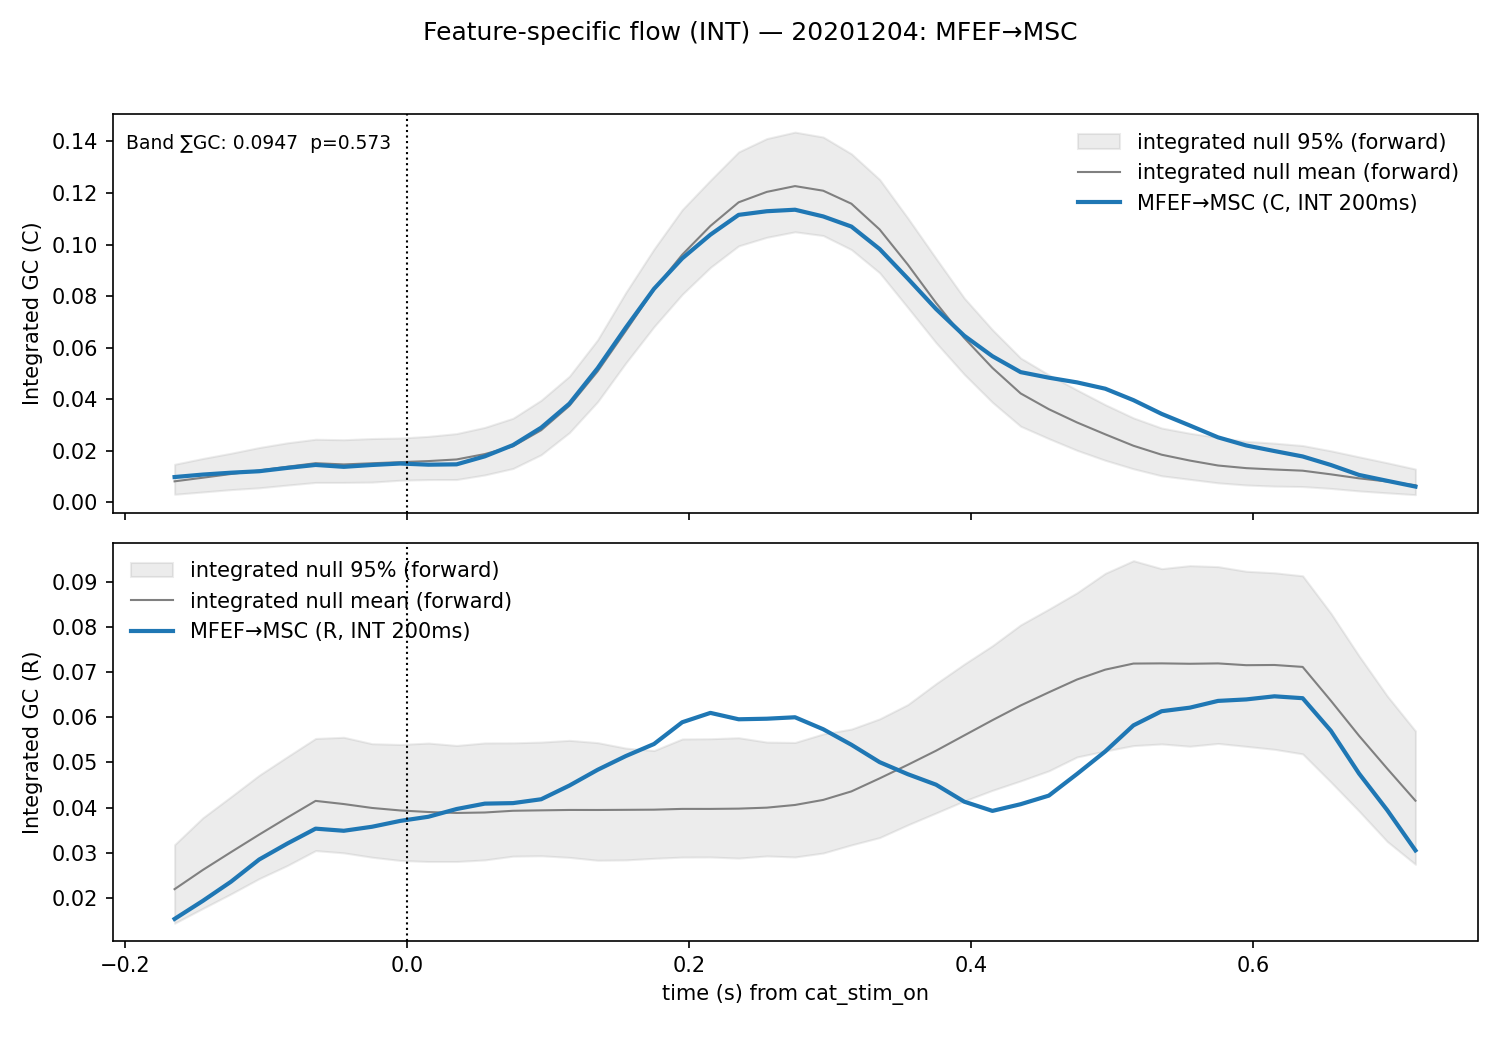 Feature-specific flow (INT) — 20201204: MFEF→MSC
Band ∑GC: 0.0947  p=0.573
integrated null 95% (forward)
integrated null mean (forward)
MFEF→MSC (C, INT 200ms)
Integrated GC (C)
0.14
0.12
0.10
0.08
0.06
0.04
0.02
0.00
integrated null 95% (forward)
integrated null mean (forward)
MFEF→MSC (R, INT 200ms)
Integrated GC (R)
0.09
0.08
0.07
0.06
0.05
0.04
0.03
0.02
−0.2 0.0 0.2 0.4 0.6
time (s) from cat_stim_on